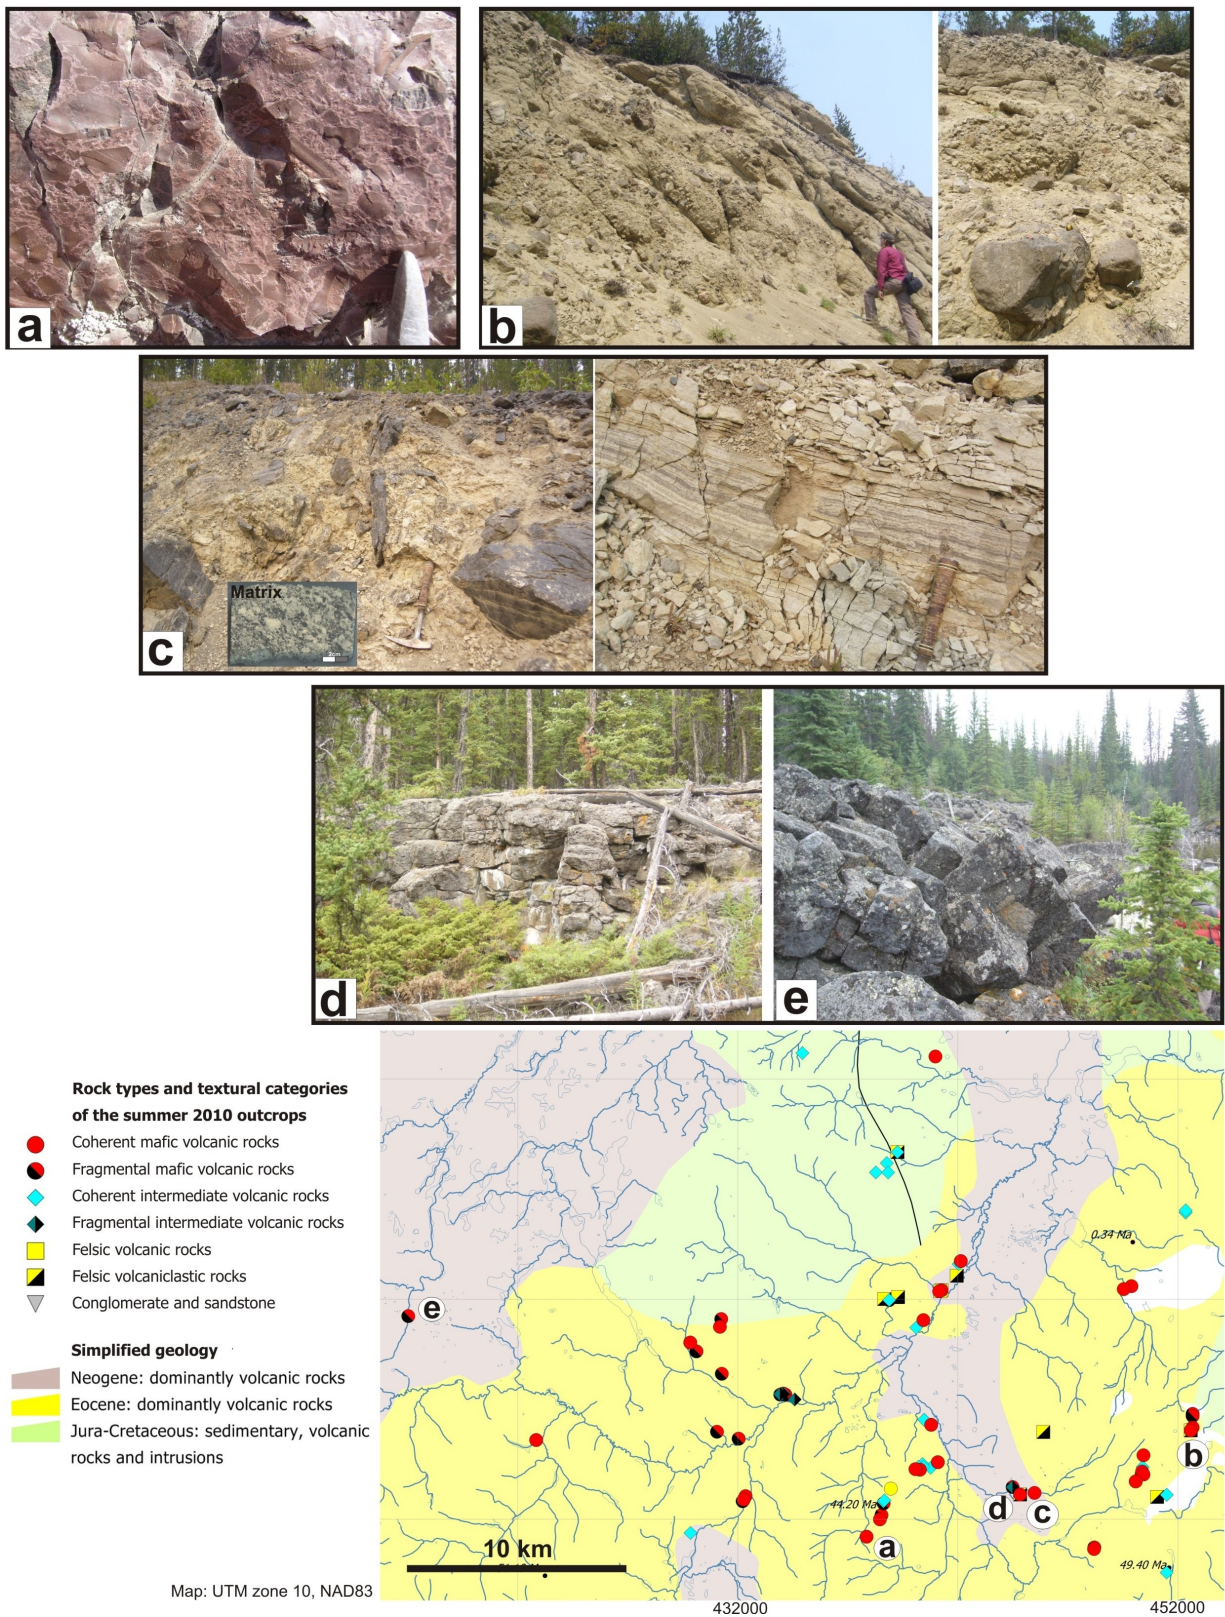 a
b
c
Matrix
2cm
d
e
Rock types and textural categories
of the summer 2010 outcrops
Coherent mafic volcanic rocks
Fragmental mafic volcanic rocks
Coherent intermediate volcanic rocks
Fragmental intermediate volcanic rocks
Felsic volcanic rocks
Felsic volcaniclastic rocks
Conglomerate and sandstone
Simplified geology
Neogene: dominantly volcanic rocks
Eocene: dominantly volcanic rocks
Jura-Cretaceous: sedimentary, volcanic
rocks and intrusions
Map: UTM zone 10, NAD83
0.34 Ma
e
b
44.20 Ma
d
c
a
10 km
49.40 Ma
432000
452000